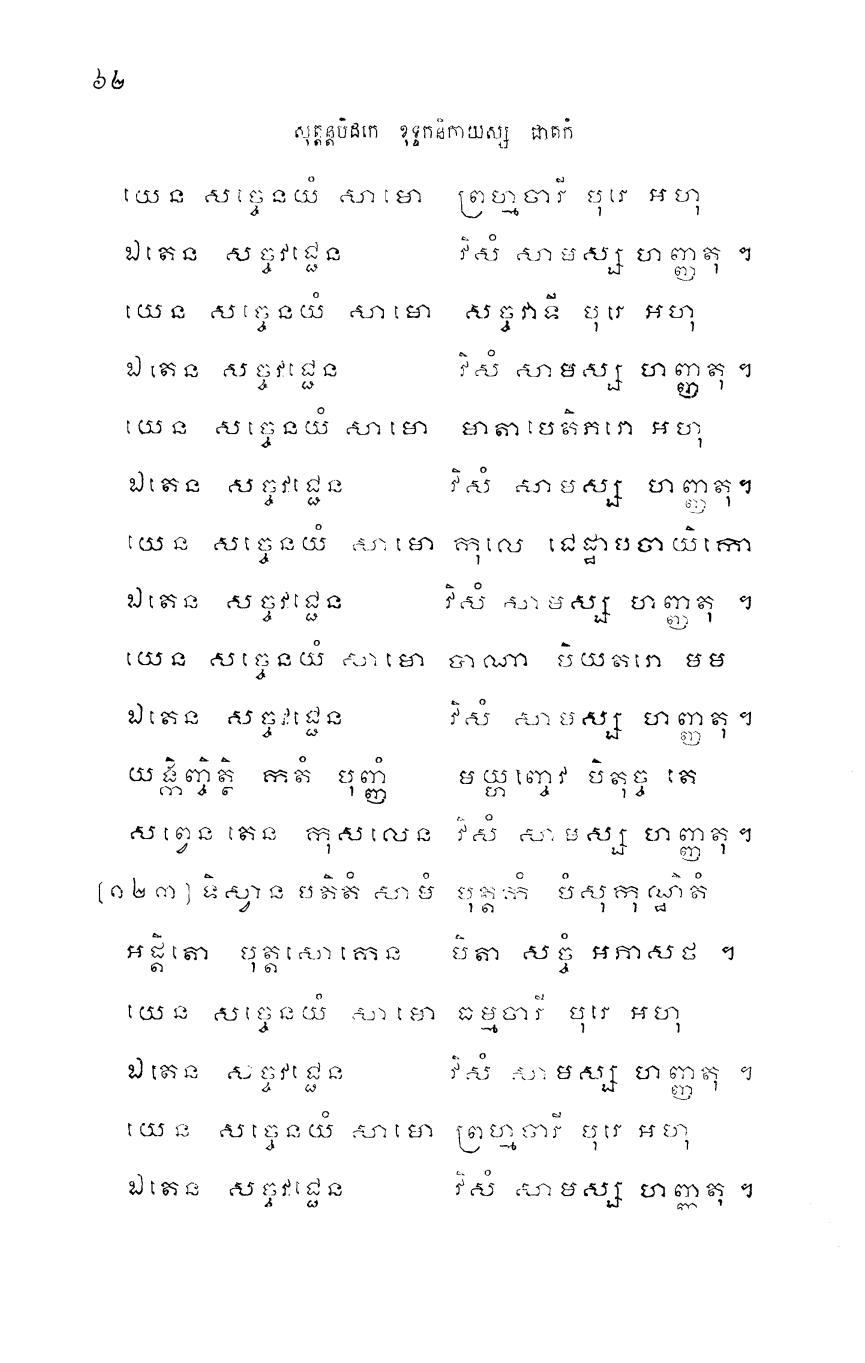 ៦២
សុត្តន្តបិដកេ ខុទ្ទកនិកាយស្ស ជាតកំ
យេន សច្ចេនយំ សាមោ ព្រហ្មចារី បុរេ អហុ
ឯតេន សច្ចវជ្ជេន វិសំ សាមស្ស ហញ្ញតុ ។
យេន សច្ចេនយំ សាមោ សច្ចវាទី បុរេ អហុ
ឯតេន សច្ចវជ្ជេន វិសំ សាមស្ស ហញ្ញតុ ។
យេន សច្ចេនយំ សាមោ មាតាបេតិភរោ អហុ
ឯតេន សច្ចវជ្ជេន វិសំ សាមស្ស ហញ្ញតុ ។
យេន សច្ចេនយំ សាមោ កុលេ ជេដ្ឋាបចាយិកោ
ឯតេន សច្ចវជ្ជេន វិសំ សាមស្ស ហញ្ញតុ ។
យេន សច្ចេនយំ សាមោ បាណា បិយតរោ មម
ឯតេន សច្ចវជ្ជេន វិសំ សាមស្ស ហញ្ញតុ ។
យង្កិញ្ចិត្ថិ កតំ បុញ្ញំ មយ្ហញ្ចេវ បិតុច្ច តេ
សព្វេន តេន កុសលេន វិសំ សាមស្ស ហញ្ញតុ ។
[១២៣] ទិស្វាន បតិតំ សាមំ បុត្តកំ បំសុកុណ្ឋិតំ
អដ្ដិតោ បុត្តសោកេន បិតា សច្ចំ អភាសថ ។
យេន សច្ចេនយំ សាមោ ធម្មចារី បុរេ អហុ
ឯតេន សច្ចវជ្ជេន វិសំ សាមស្ស ហញ្ញតុ ។
យេន សច្ចេនយំ សាមោ ព្រហ្មចារី បុរេ អហុ
ឯតេន សច្ចវជ្ជេន វិសំ សាមស្ស ហញ្ញតុ ។